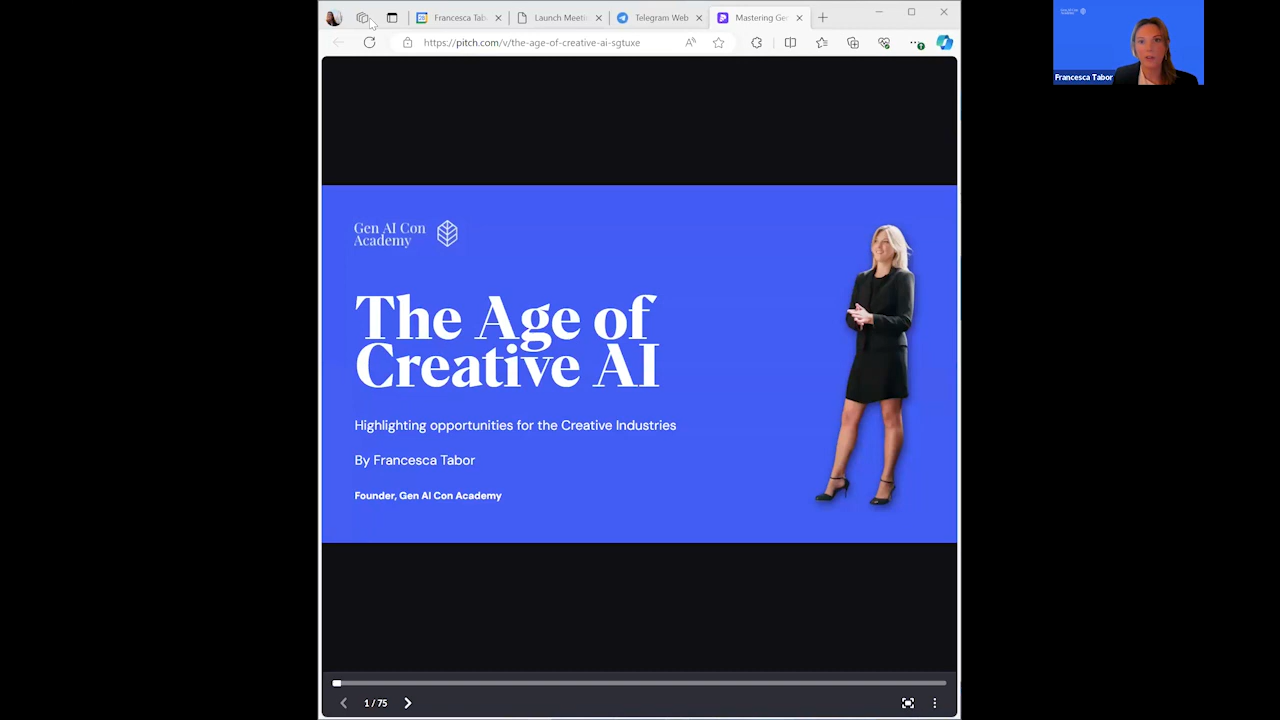 Francesca Tab
Launch Meeti
Telegram Web
Mastering Ge
https://pitch.com/v/the-age-of-creative-ai-sgtuxe
Francesca Tabor
Gen AI Con
Academy
The Age of
Creative AI
Highlighting opportunities for the Creative Industries
By Francesca Tabor
Founder, Gen AI Con Academy
1 / 75